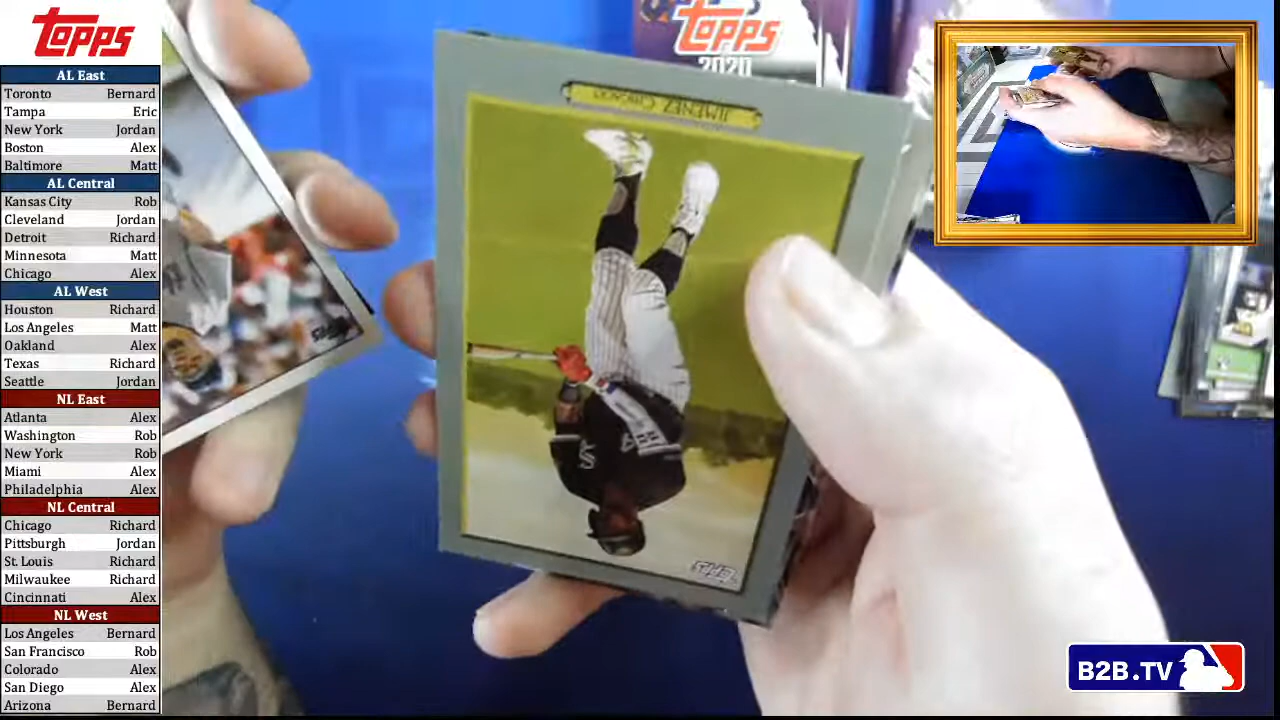 Topps
AL East
Toronto Bernard
Tampa Eric
New York Jordan
Boston Alex
Baltimore Matt
AL Central
Kansas City Rob
Cleveland Jordan
Detroit Richard
Minnesota Matt
Chicago Alex
AL West
Houston Richard
Los Angeles Matt
Oakland Alex
Texas Richard
Seattle Jordan
NL East
Atlanta Alex
Washington Rob
New York Rob
Miami Alex
Philadelphia Alex
NL Central
Chicago Richard
Pittsburgh Jordan
St. Louis Richard
Milwaukee Richard
Cincinnati Alex
NL West
Los Angeles Bernard
San Francisco Rob
Colorado Alex
San Diego Alex
Arizona Bernard
Topps
2020
JIMENEZ CHICAGO
TOPPS
Topps
B2B.TV